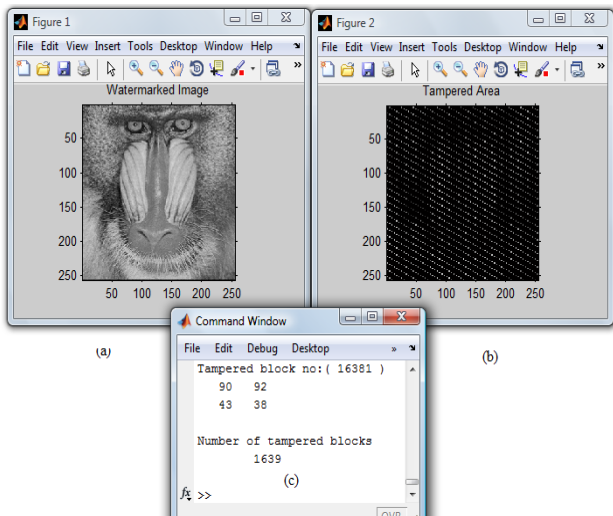 Figure 1
File Edit View Insert Tools Desktop Window Help
Watermarked Image
50
100
150
200
250
50 100 150 200 250
(a)
Figure 2
File Edit View Insert Tools Desktop Window Help
Tampered Area
50
100
150
200
250
50 100 150 200 250
(b)
Command Window
File Edit Debug Desktop
Tampered block no:( 16381 )
90 92
43 38
Number of tampered blocks
1639
(c)
fx >>
OVR